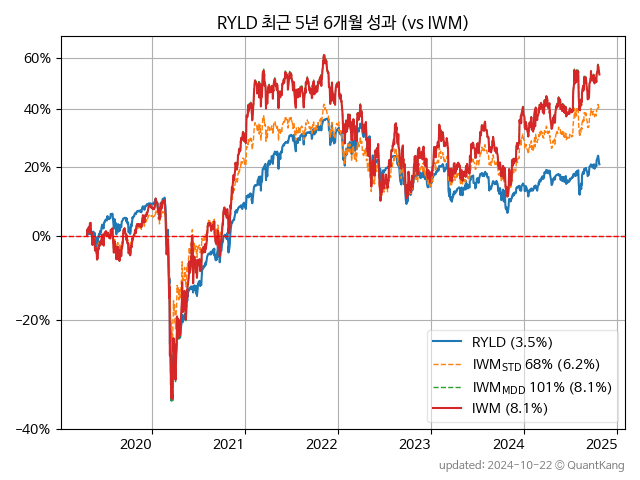 RYLD 최근 5년 6개월 성과 (vs IWM)
60%
40%
20%
0%
−20%
−40%
RYLD (3.5%)
IWM_STD 68% (6.2%)
IWM_MDD 101% (8.1%)
IWM (8.1%)
2020 2021 2022 2023 2024 2025
updated: 2024-10-22 © QuantKang